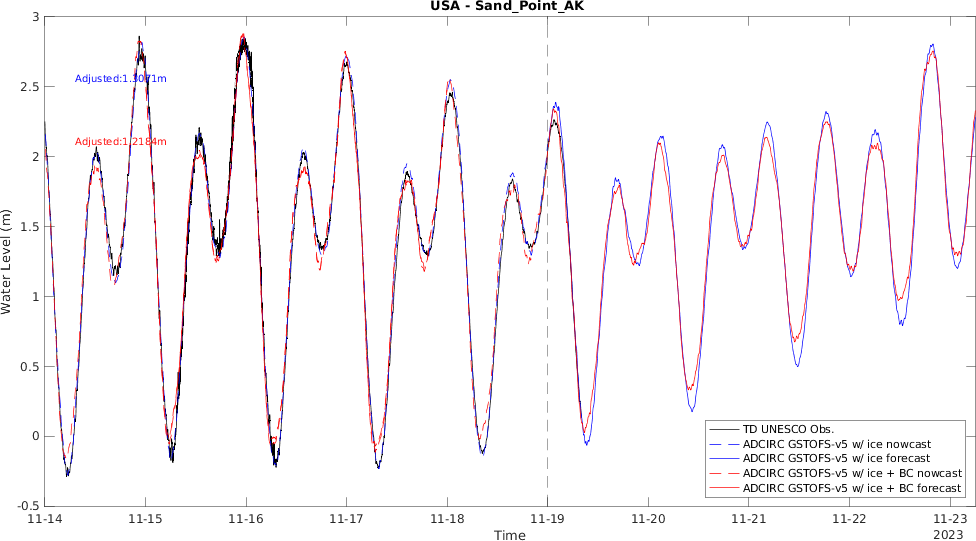 USA - Sand_Point_AK
3
2.5
2
1.5
1
0.5
0
-0.5
Water Level (m)
Adjusted:1.3071m
Adjusted:1.2184m
TD UNESCO Obs.
ADCIRC GSTOFS-v5 w/ ice nowcast
ADCIRC GSTOFS-v5 w/ ice forecast
ADCIRC GSTOFS-v5 w/ ice + BC nowcast
ADCIRC GSTOFS-v5 w/ ice + BC forecast
11-14 11-15 11-16 11-17 11-18 11-19 11-20 11-21 11-22 11-23
Time
2023